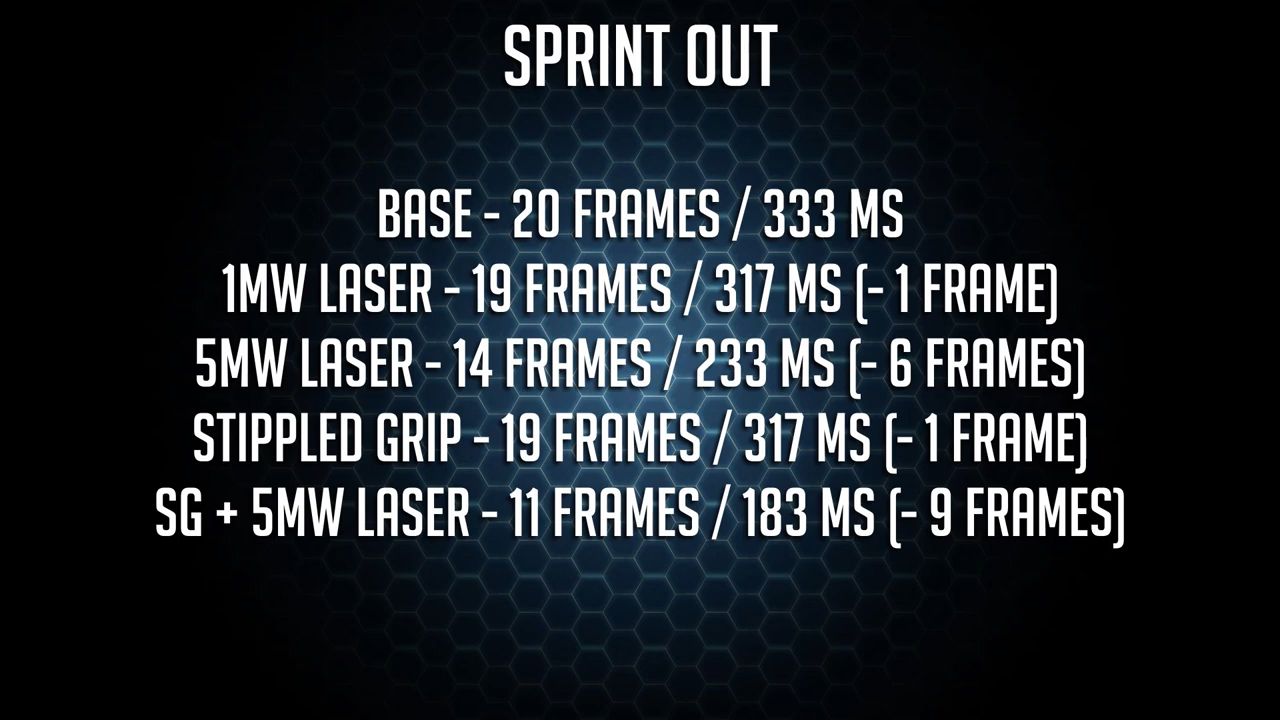 SPRINT OUT
BASE - 20 FRAMES / 333 MS
1MW LASER - 19 FRAMES / 317 MS (- 1 FRAME)
5MW LASER - 14 FRAMES / 233 MS (- 6 FRAMES)
STIPPLED GRIP - 19 FRAMES / 317 MS (- 1 FRAME)
SG + 5MW LASER - 11 FRAMES / 183 MS (- 9 FRAMES)